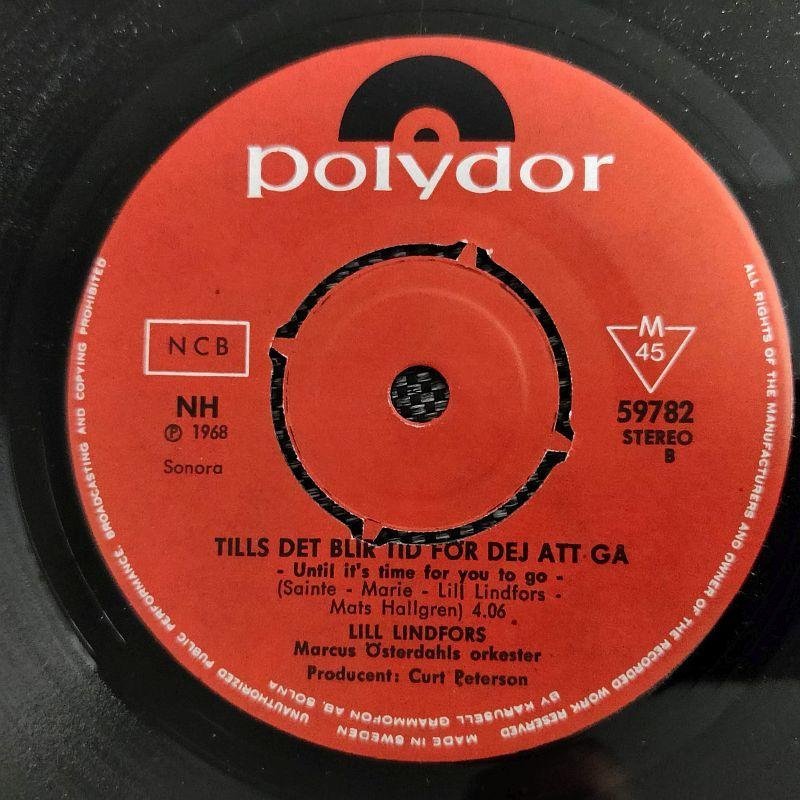 polydor
NCB
NH
Ⓟ 1968
Sonora
M
45
59782
STEREO
B
TILLS DET BLIR TID FÖR DEJ ATT GÅ
- Until it's time for you to go -
(Sainte - Marie - Lill Lindfors -
Mats Hallgren) 4.06
LILL LINDFORS
Marcus Österdahls orkester
Producent: Curt Peterson
ALL RIGHTS OF THE MANUFACTURERS AND OWNER OF THE RECORDED WORK RESERVED
UNAUTHORIZED PUBLIC PERFORMANCE, BROADCASTING AND COPYING PROHIBITED
MADE IN SWEDEN BY KARUSELL GRAMMOFON AB, SOLNA